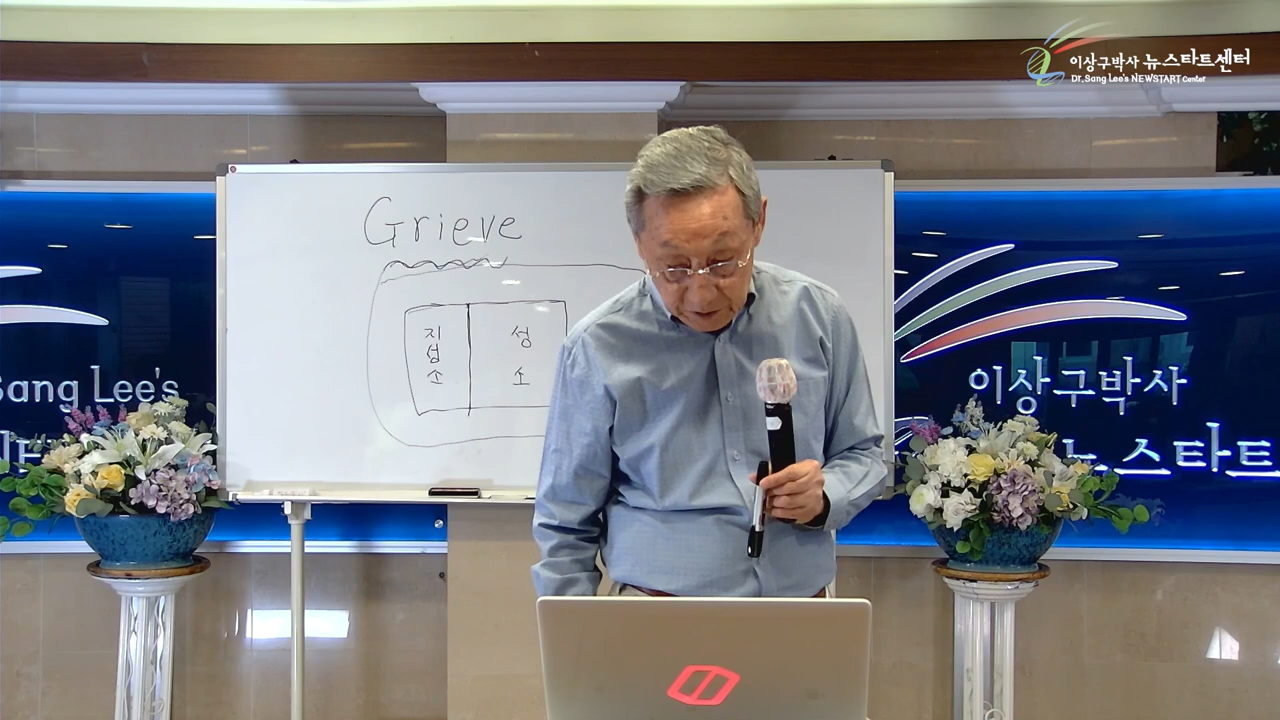 이상구박사 뉴스타트센터
Dr. Sang Lee's NEWSTART Center
Grieve
지성소
성소
Sang Lee's
이상구박사
뉴스타트